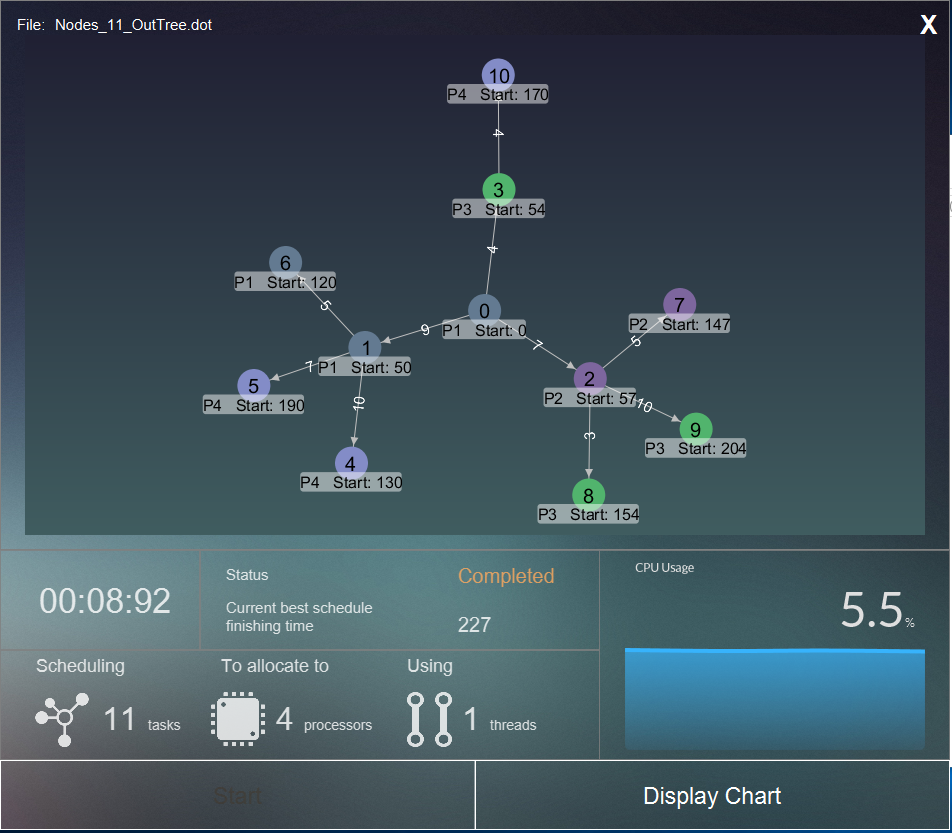 File: Nodes_11_OutTree.dot
X
10
P4 Start: 170
4
3
P3 Start: 54
4
6
P1 Start: 120
5
0
P1 Start: 0
9
7
7
P2 Start: 147
5
1
P1 Start: 50
7
5
P4 Start: 190
10
2
P2 Start: 57
10
3
9
P3 Start: 204
4
P4 Start: 130
8
P3 Start: 154
00:08:92
Status
Completed
Current best schedule
finishing time
227
CPU Usage
5.5%
Scheduling
11 tasks
To allocate to
4 processors
Using
1 threads
Start
Display Chart